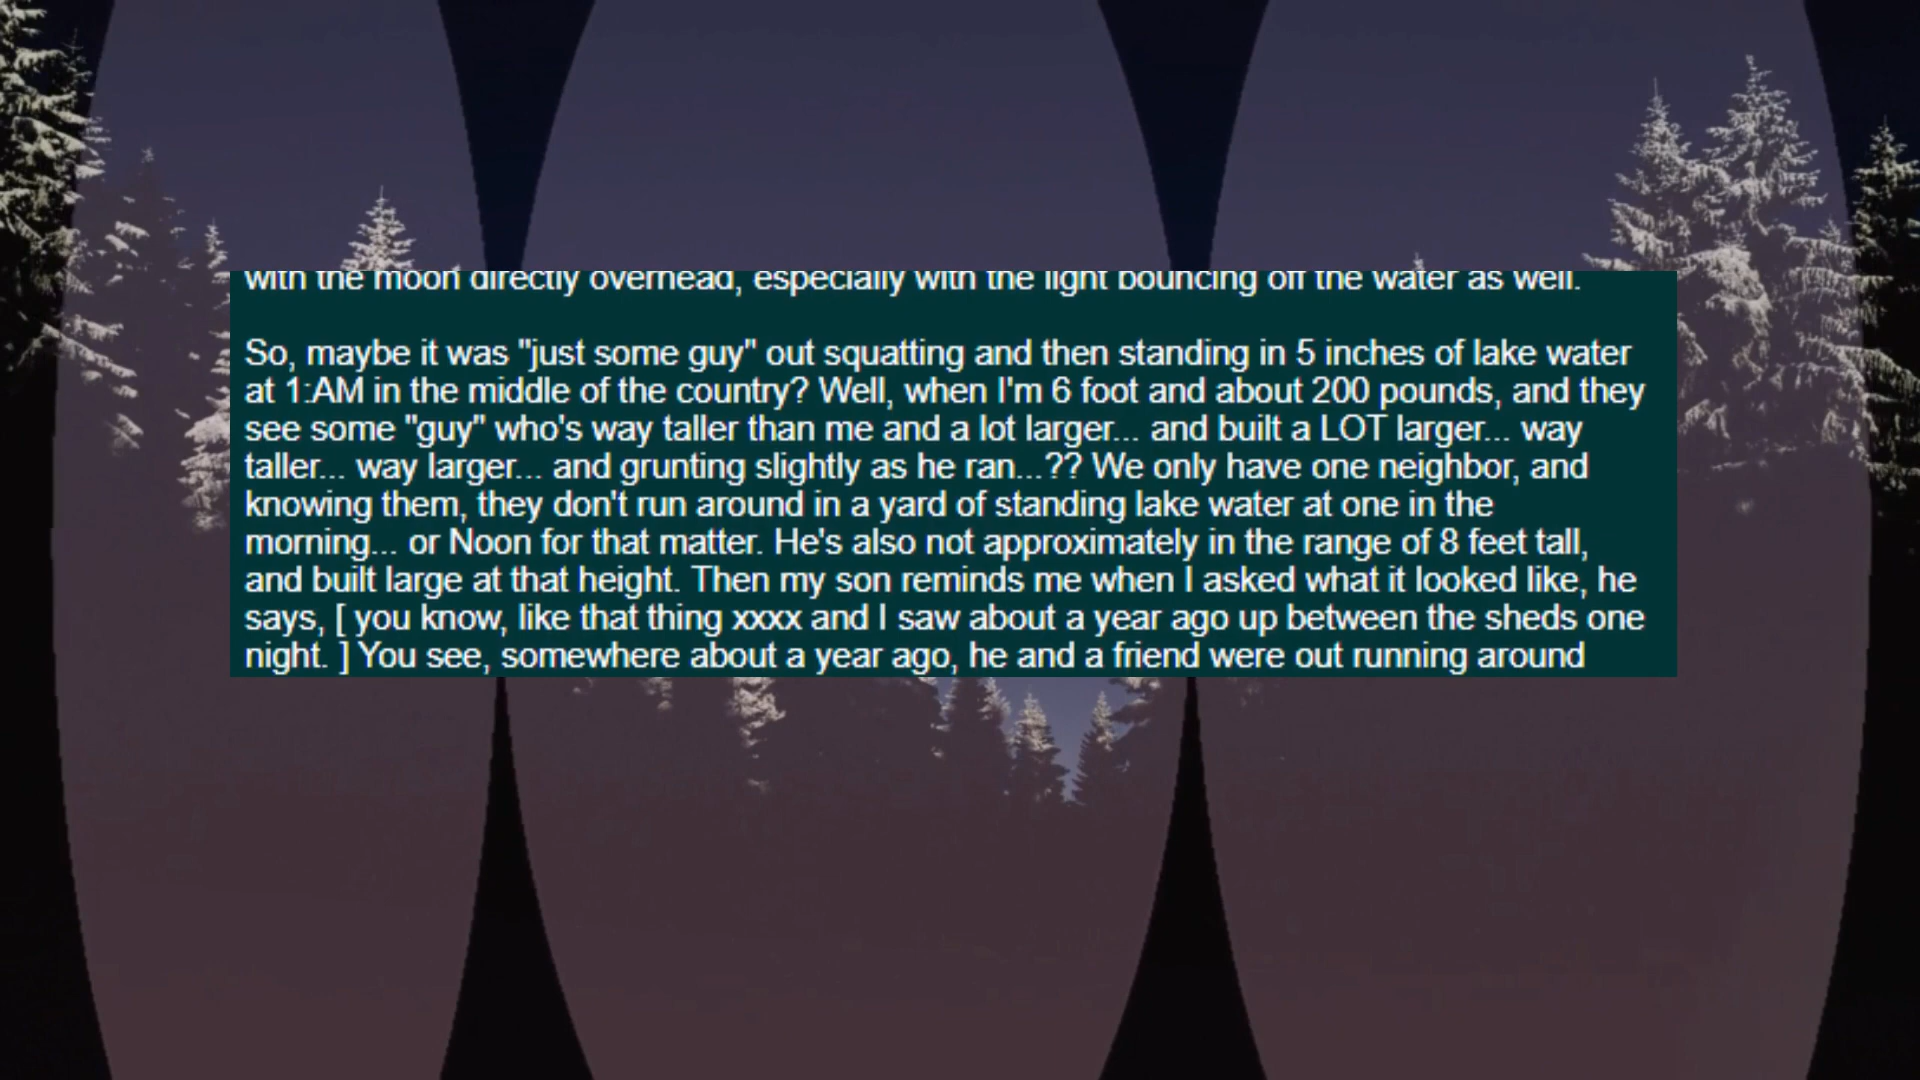 with the moon directly overhead, especially with the light bouncing off the water as well.
So, maybe it was "just some guy" out squatting and then standing in 5 inches of lake water
at 1:AM in the middle of the country? Well, when I'm 6 foot and about 200 pounds, and they
see some "guy" who's way taller than me and a lot larger... and built a LOT larger... way
taller... way larger... and grunting slightly as he ran...?? We only have one neighbor, and
knowing them, they don't run around in a yard of standing lake water at one in the
morning... or Noon for that matter. He's also not approximately in the range of 8 feet tall,
and built large at that height. Then my son reminds me when I asked what it looked like, he
says, [ you know, like that thing xxxx and I saw about a year ago up between the sheds one
night. ] You see, somewhere about a year ago, he and a friend were out running around